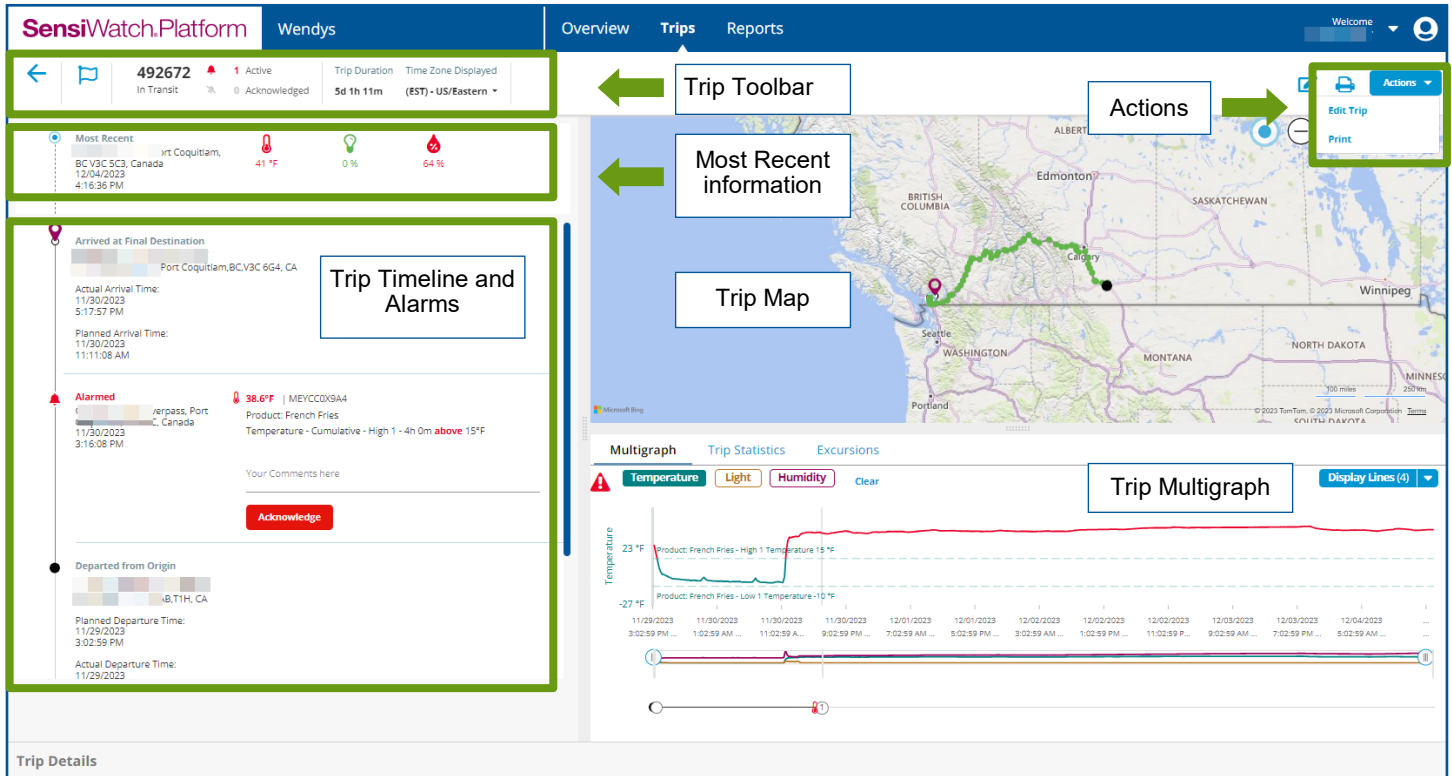 SensiWatch.Platform
Wendys
Overview
Trips
Reports
Welcome
492672
In Transit
1 Active
0 Acknowledged
Trip Duration
5d 1h 11m
Time Zone Displayed
(EST) - US/Eastern
Trip Toolbar
Actions
Actions
Edit Trip
Print
Most Recent
ort Coquitlam,
BC V3C 5C3, Canada
12/04/2023
4:16:36 PM
41 °F
0 %
64 %
Most Recent
information
Arrived at Final Destination
Port Coquitlam,BC,V3C 6G4, CA
Actual Arrival Time:
11/30/2023
5:17:57 PM
Planned Arrival Time:
11/30/2023
11:11:08 AM
Trip Timeline and
Alarms
Alarmed
verpass, Port
C, Canada
11/30/2023
3:16:08 PM
38.6°F | MEYCC0X9A4
Product: French Fries
Temperature - Cumulative - High 1 - 4h 0m above 15°F
Your Comments here
Acknowledge
Departed from Origin
AB,T1H, CA
Planned Departure Time:
11/29/2023
3:02:59 PM
Actual Departure Time:
11/29/2023
Trip Map
ALBERT
Edmonton
BRITISH
COLUMBIA
SASKATCHEWAN
Calgary
Winnipeg
Seattle
WASHINGTON
MONTANA
NORTH DAKOTA
MINNES
Portland
100 miles
250 km
Microsoft Bing
© 2023 TomTom, © 2023 Microsoft Corporation Terms
SOUTH DAKOTA
Multigraph
Trip Statistics
Excursions
Temperature
Light
Humidity
Clear
Trip Multigraph
Display Lines (4)
Temperature
23 °F
-27 °F
Product: French Fries - High 1 Temperature 15 °F
Product: French Fries - Low 1 Temperature -10 °F
11/29/2023
3:02:59 PM ...
11/30/2023
1:02:59 AM ...
11/30/2023
11:02:59 A...
11/30/2023
9:02:59 PM ...
12/01/2023
7:02:59 AM ...
12/01/2023
5:02:59 PM ...
12/02/2023
3:02:59 AM ...
12/02/2023
1:02:59 PM ...
12/02/2023
11:02:59 P...
12/03/2023
9:02:59 AM ...
12/03/2023
7:02:59 PM ...
12/04/2023
5:02:59 AM ...
...
...
1
Trip Details